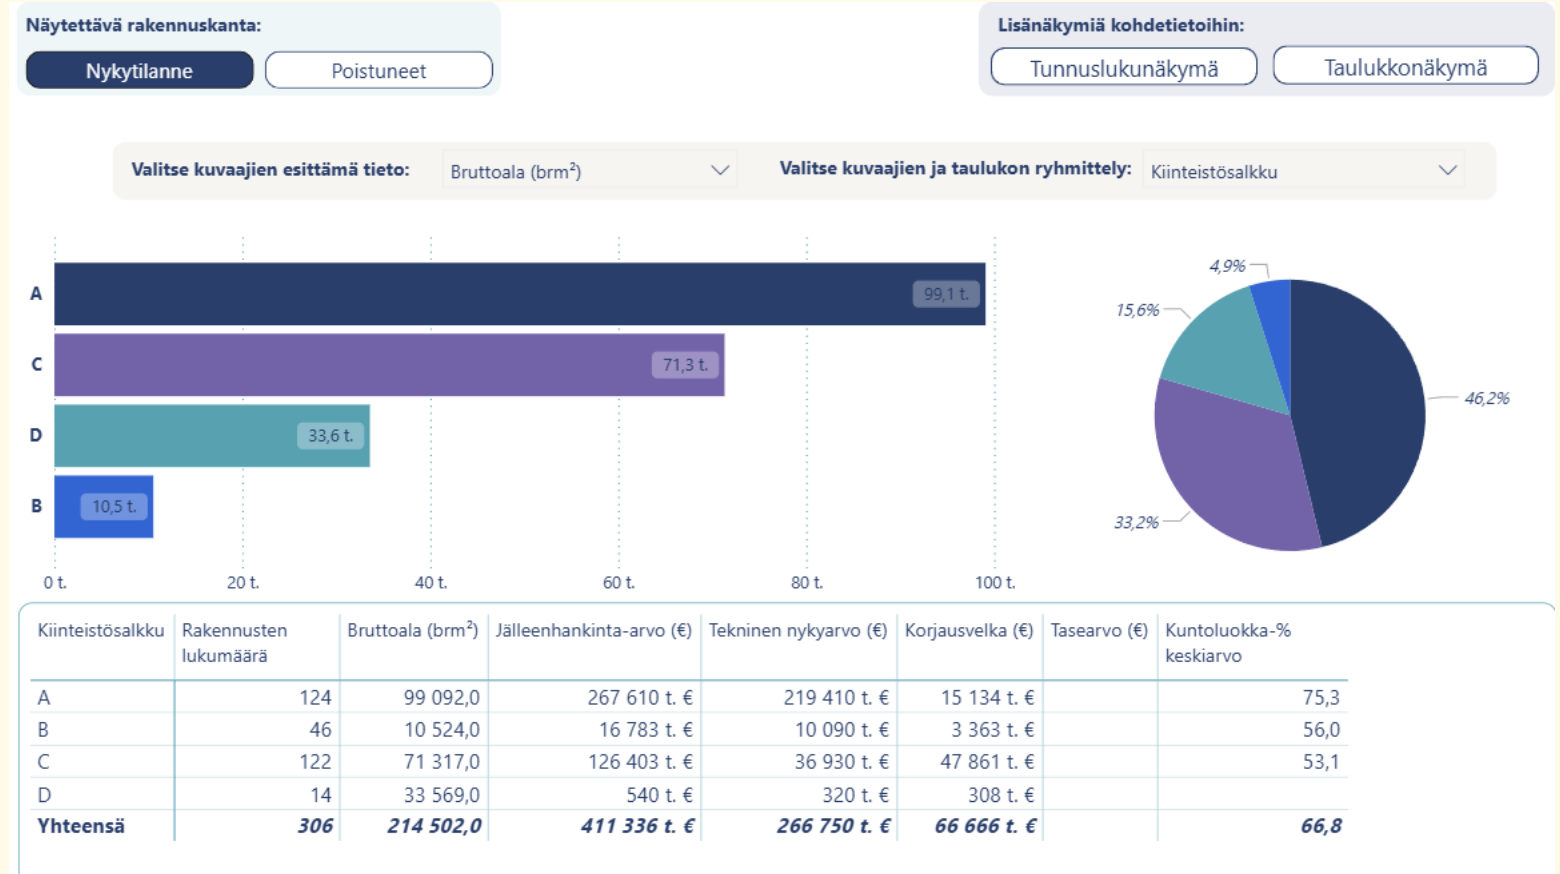 Näytettävä rakennuskanta:
Nykytilanne
Poistuneet
Lisänäkymiä kohdetietoihin:
Tunnuslukunäkymä
Taulukkonäkymä
Valitse kuvaajien esittämä tieto:
Bruttoala (brm²)
Valitse kuvaajien ja taulukon ryhmittely:
Kiinteistösalkku
A
99,1 t.
C
71,3 t.
D
33,6 t.
B
10,5 t.
0 t. 20 t. 40 t. 60 t. 80 t. 100 t.
4,9%
15,6%
46,2%
33,2%
Kiinteistösalkku Rakennusten lukumäärä Bruttoala (brm²) Jälleenhankinta-arvo (€) Tekninen nykyarvo (€) Korjausvelka (€) Tasearvo (€) Kuntoluokka-% keskiarvo
A 124 99 092,0 267 610 t. € 219 410 t. € 15 134 t. € 75,3
B 46 10 524,0 16 783 t. € 10 090 t. € 3 363 t. € 56,0
C 122 71 317,0 126 403 t. € 36 930 t. € 47 861 t. € 53,1
D 14 33 569,0 540 t. € 320 t. € 308 t. €
Yhteensä 306 214 502,0 411 336 t. € 266 750 t. € 66 666 t. € 66,8